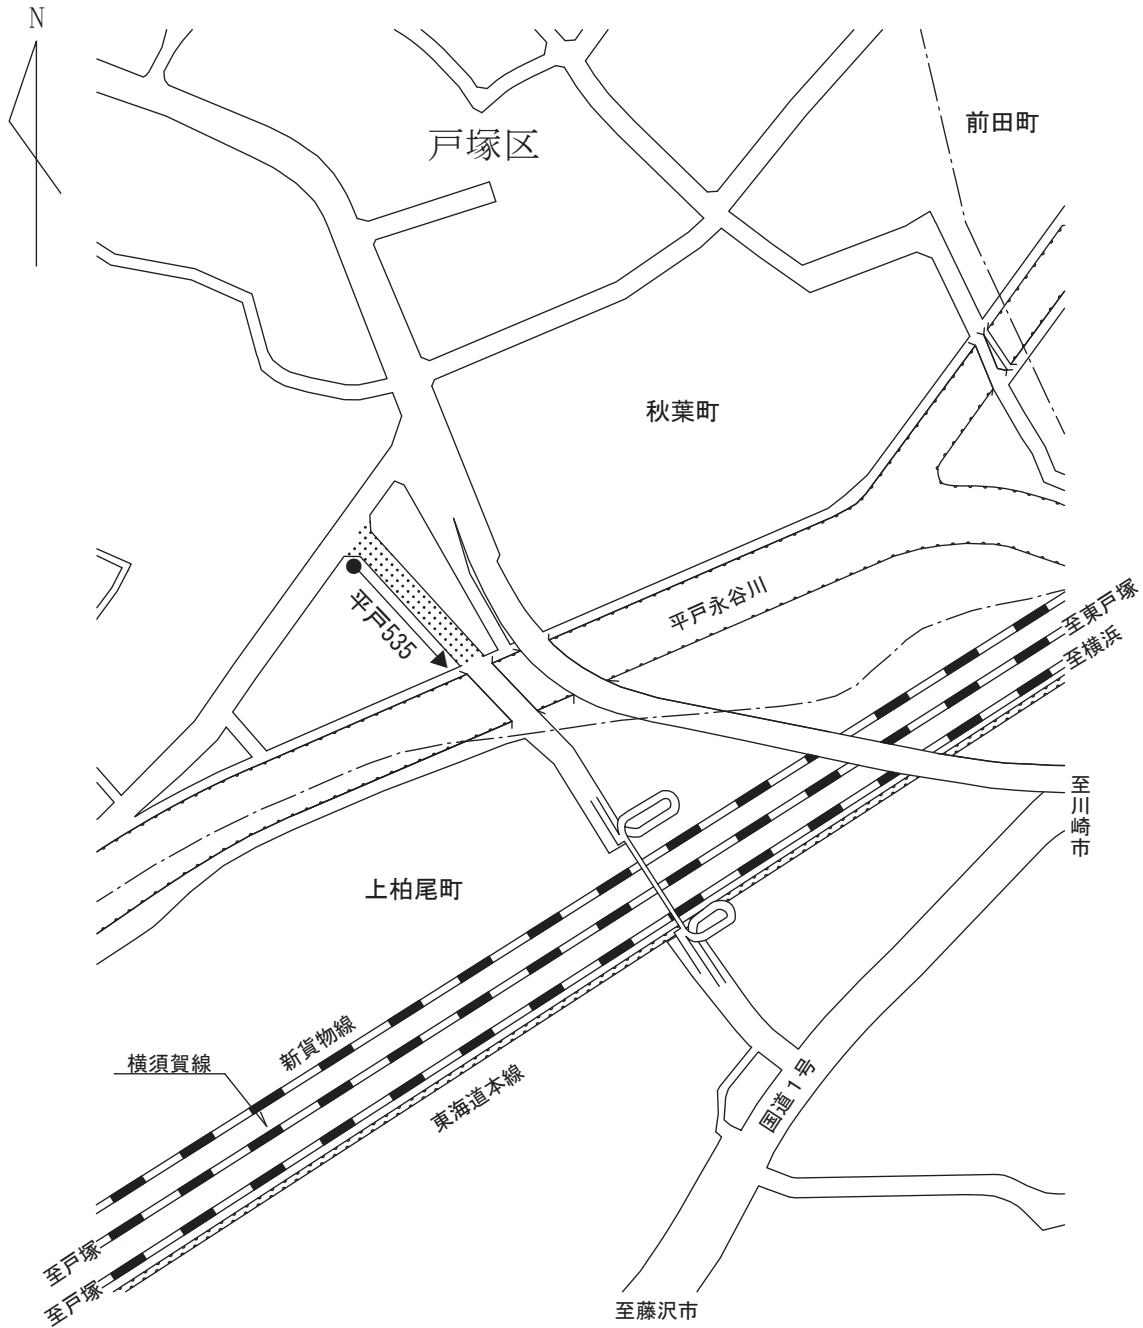 N
戸塚区
前田町
秋葉町
平戸永谷川
平戸535
至東戸塚
至横浜
至川崎市
上柏尾町
新貨物線
横須賀線
東海道本線
国道1号
至戸塚
至戸塚
至藤沢市